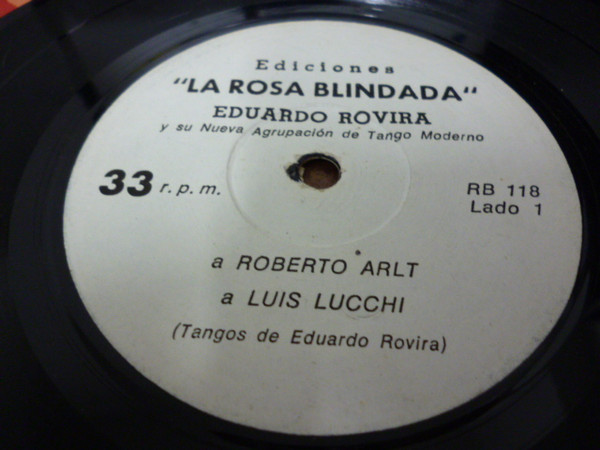 Ediciones
"LA ROSA BLINDADA"
EDUARDO ROVIRA
y su Nueva Agrupación de Tango Moderno
33 r.p.m.
RB 118
Lado 1
a ROBERTO ARLT
a LUIS LUCCHI
(Tangos de Eduardo Rovira)